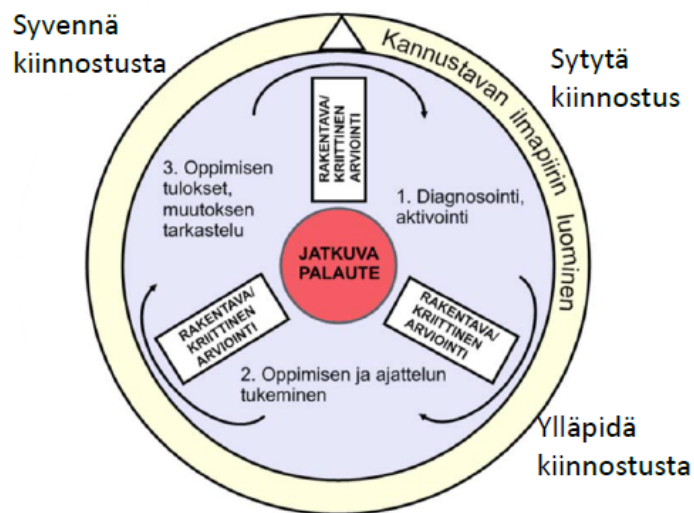 Syvennä
kiinnostusta
Kannustavan ilmapiirin luominen
Sytytä
kiinnostus
RAKENTAVA/
KRIITTINEN
ARVIOINTI
3. Oppimisen
tulokset,
muutoksen
tarkastelu
1. Diagnosointi,
aktivointi
JATKUVA
PALAUTE
RAKENTAVA/
KRIITTINEN
ARVIOINTI
RAKENTAVA/
KRIITTINEN
ARVIOINTI
2. Oppimisen ja ajattelun
tukeminen
Ylläpidä
kiinnostusta